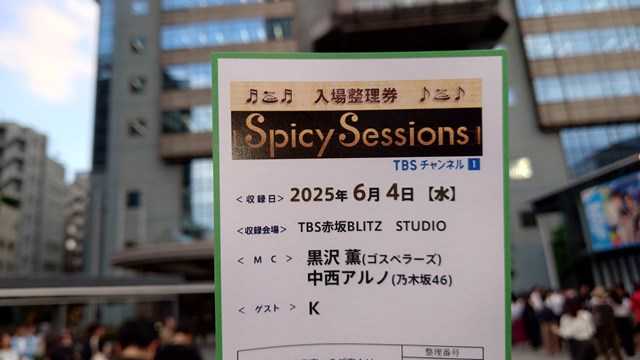 入場整理券
Spicy Sessions
TBSチャンネル1
＜収録日＞ 2025年6月4日【水】
＜収録会場＞ TBS赤坂BLITZ STUDIO
＜MC＞ 黒沢 薫(ゴスペラーズ)
中西アルノ(乃木坂46)
＜ゲスト＞ K
整理番号